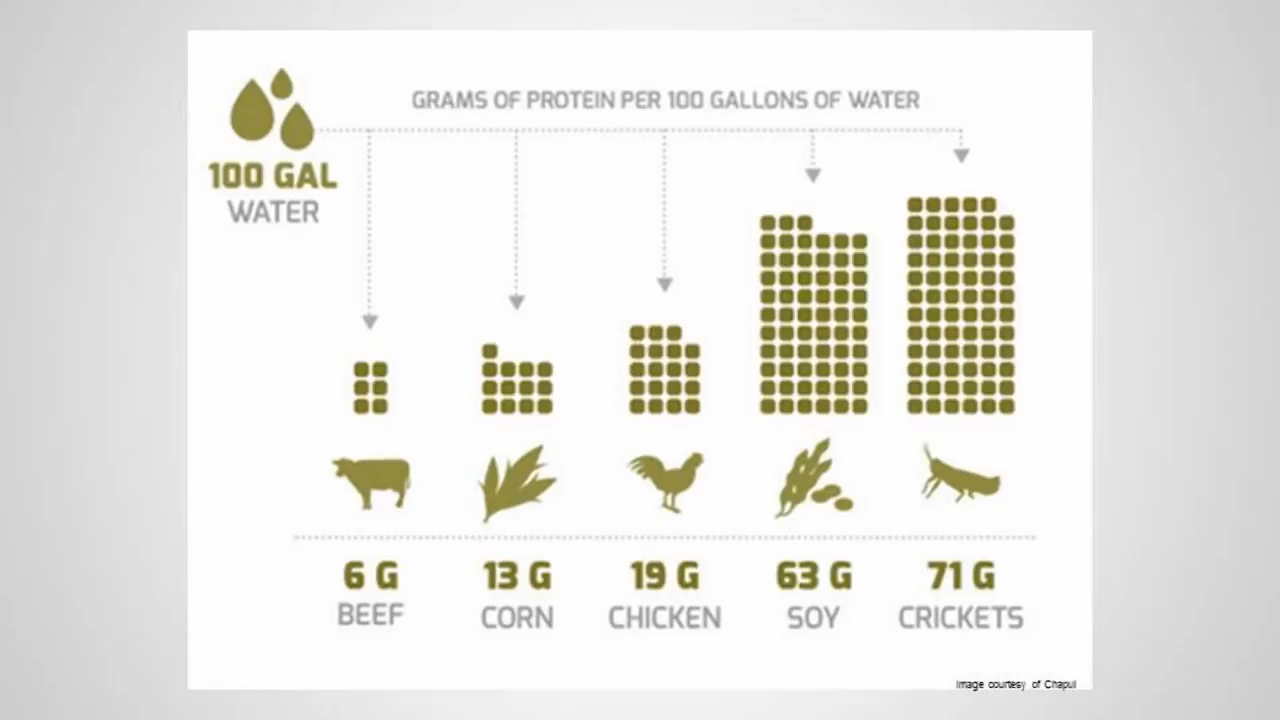 GRAMS OF PROTEIN PER 100 GALLONS OF WATER
100 GAL
WATER
6 G
BEEF
13 G
CORN
19 G
CHICKEN
63 G
SOY
71 G
CRICKETS
Image courtesy of Chapul